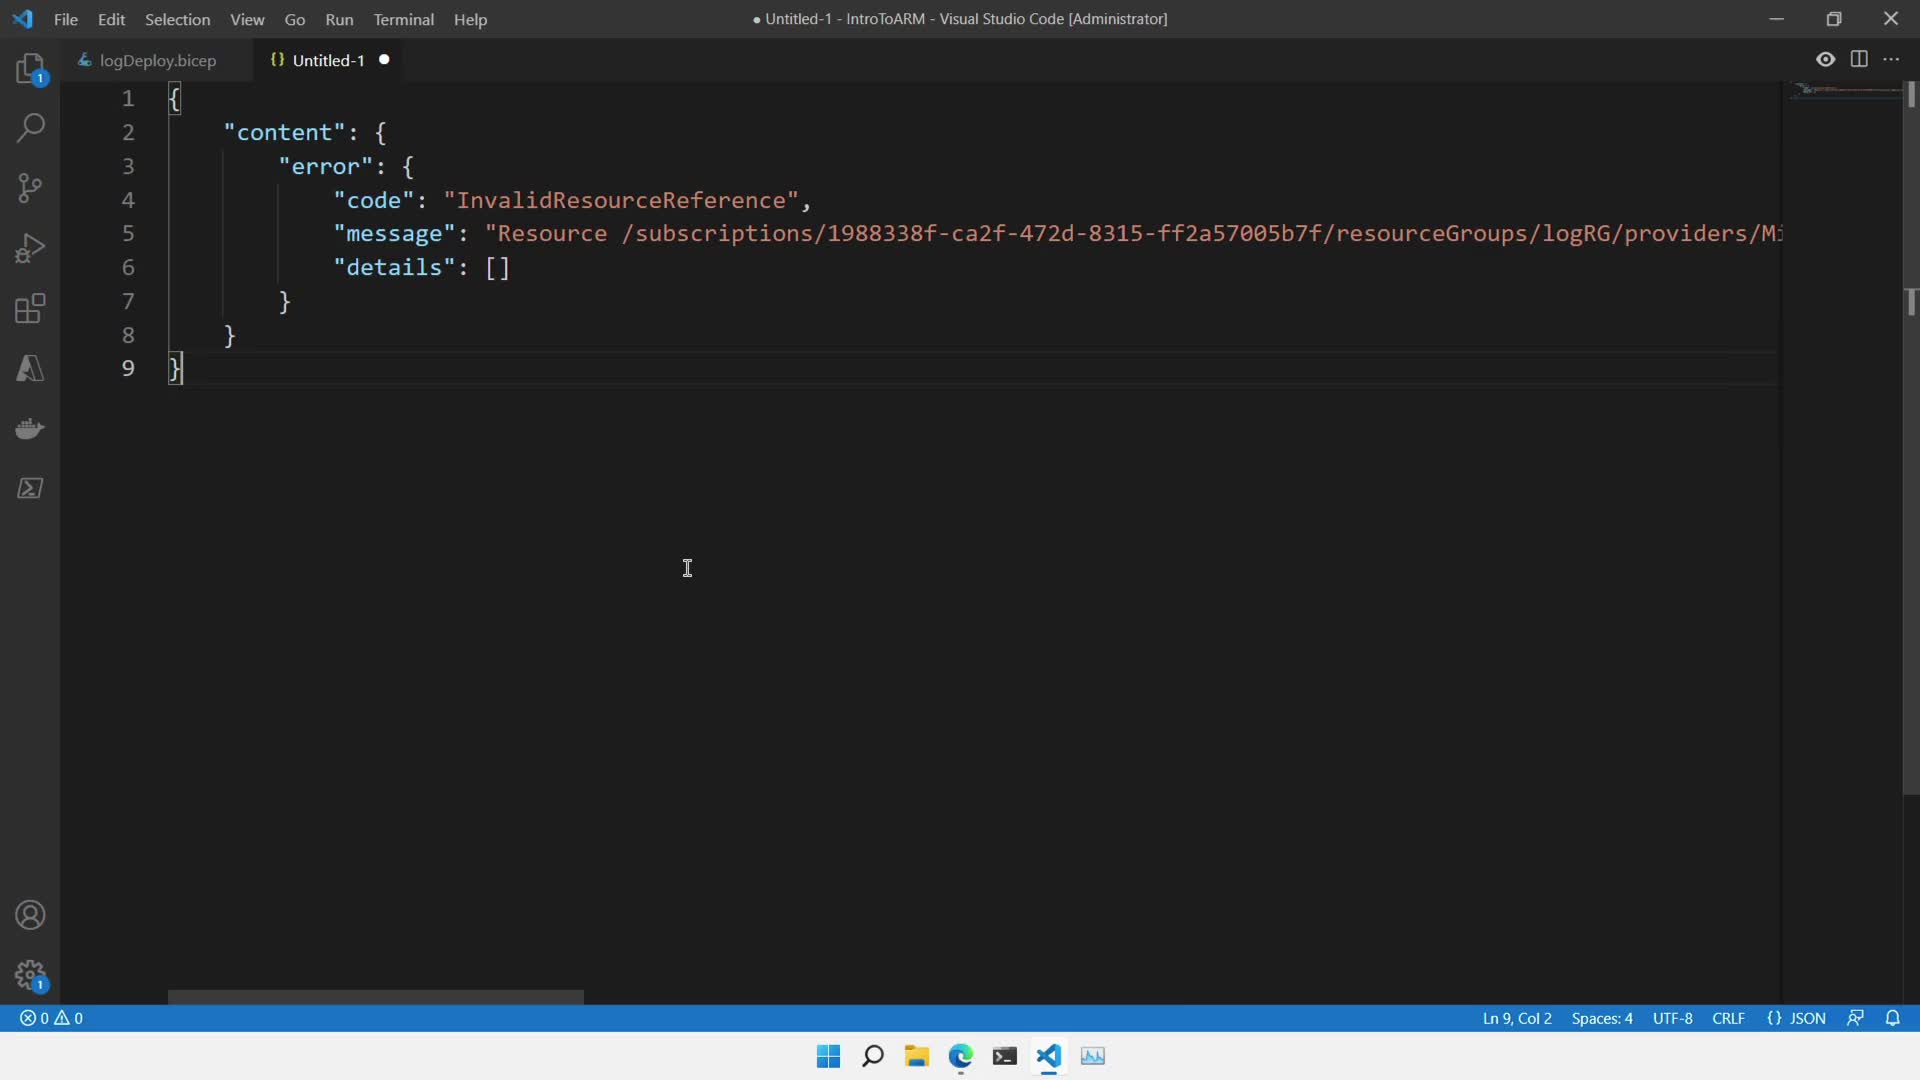 File Edit Selection View Go Run Terminal Help
● Untitled-1 - IntroToARM - Visual Studio Code [Administrator]
logDeploy.bicep
{} Untitled-1 ●
1 {
2 "content": {
3 "error": {
4 "code": "InvalidResourceReference",
5 "message": "Resource /subscriptions/1988338f-ca2f-472d-8315-ff2a57005b7f/resourceGroups/logRG/providers/Mi
6 "details": []
7 }
8 }
9 }
1
1
0 0
Ln 9, Col 2 Spaces: 4 UTF-8 CRLF {} JSON